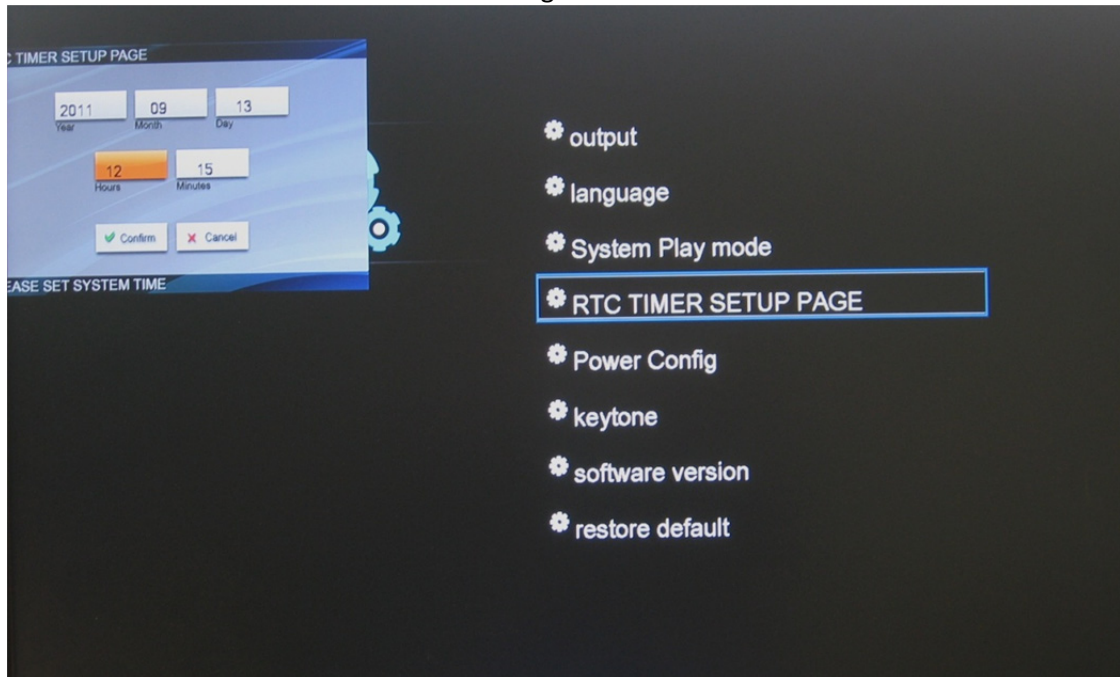 C TIMER SETUP PAGE
2011 09 13
Year Month Day
12 15
Hours Minutes
Confirm Cancel
EASE SET SYSTEM TIME
output
language
System Play mode
RTC TIMER SETUP PAGE
Power Config
keytone
software version
restore default